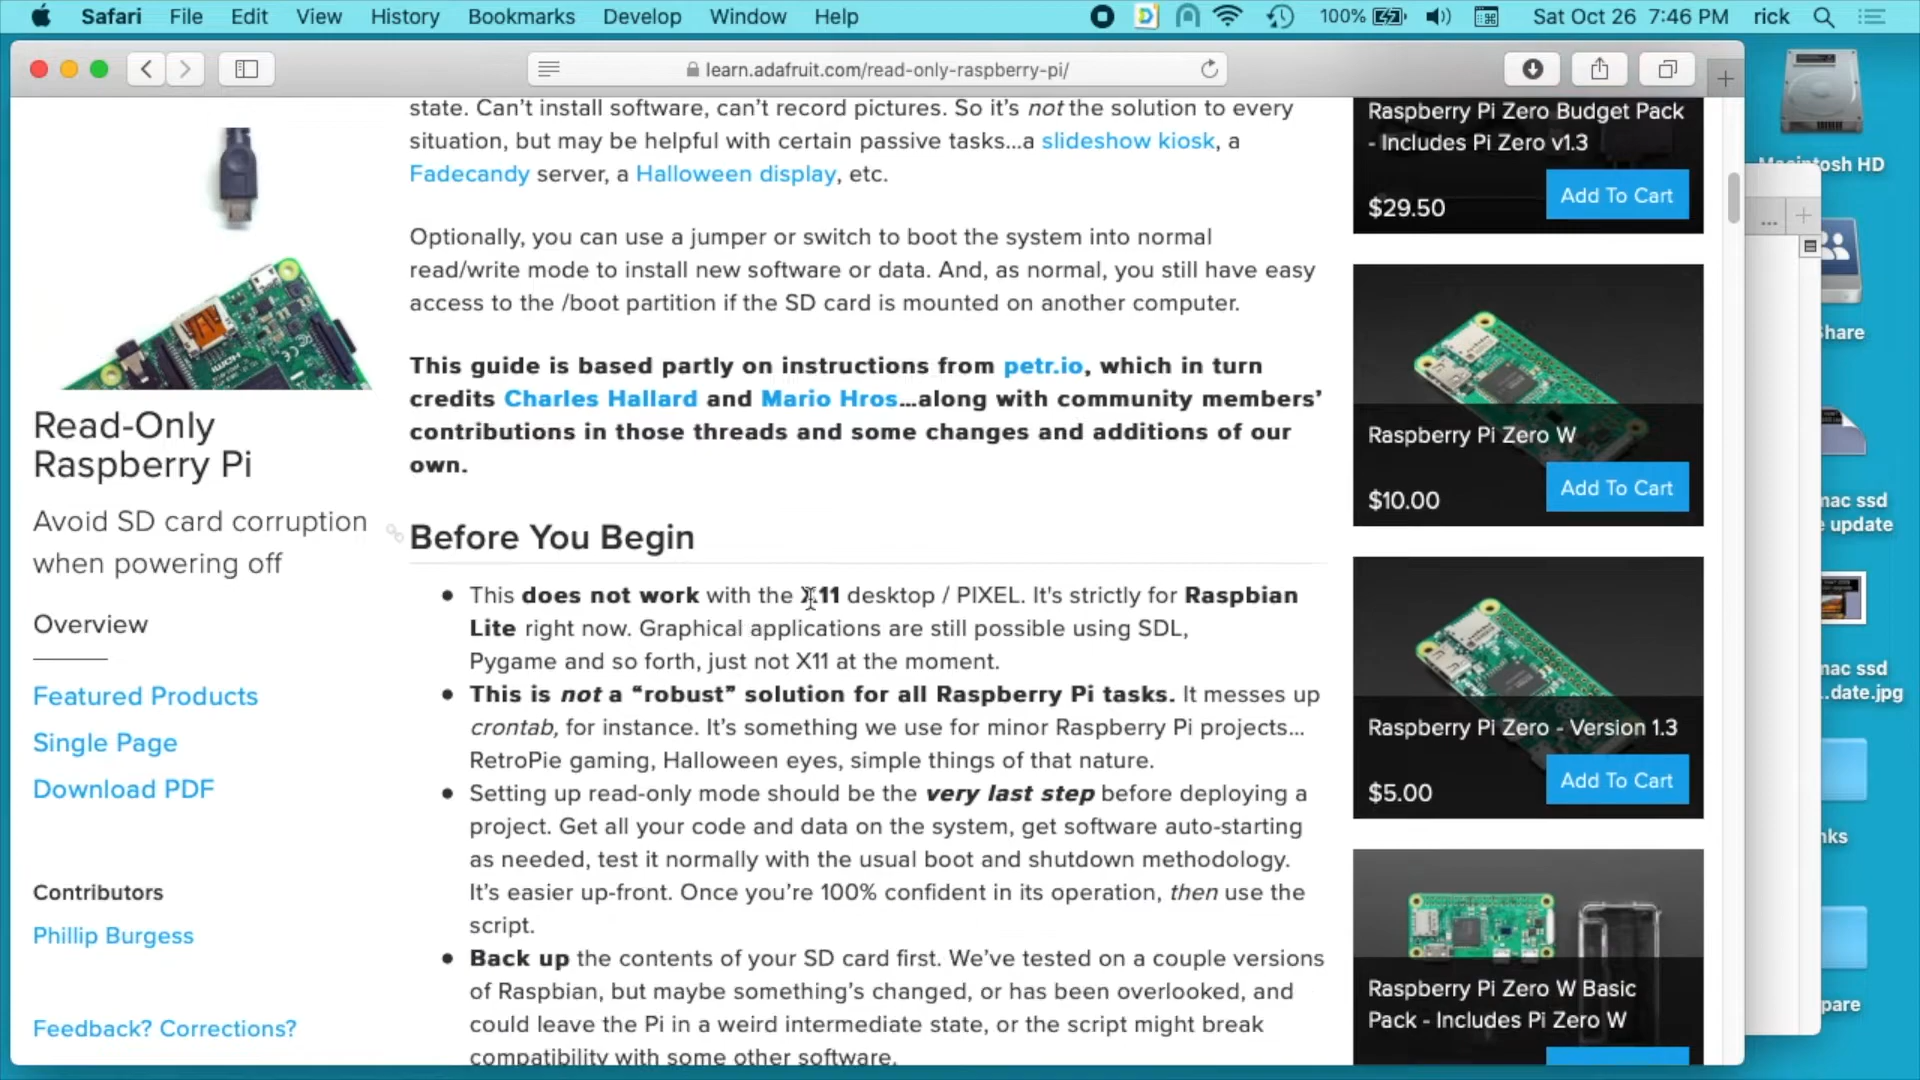 Safari File Edit View History Bookmarks Develop Window Help 100% Sat Oct 26 7:46 PM rick
learn.adafruit.com/read-only-raspberry-pi/
Read-Only
Raspberry Pi
Avoid SD card corruption
when powering off
Overview
Featured Products
Single Page
Download PDF
Contributors
Phillip Burgess
Feedback? Corrections?
state. Can’t install software, can’t record pictures. So it’s not the solution to every
situation, but may be helpful with certain passive tasks…a slideshow kiosk, a
Fadecandy server, a Halloween display, etc.
Optionally, you can use a jumper or switch to boot the system into normal
read/write mode to install new software or data. And, as normal, you still have easy
access to the /boot partition if the SD card is mounted on another computer.
This guide is based partly on instructions from petr.io, which in turn
credits Charles Hallard and Mario Hros…along with community members’
contributions in those threads and some changes and additions of our
own.
Before You Begin
• This does not work with the X11 desktop / PIXEL. It's strictly for Raspbian
Lite right now. Graphical applications are still possible using SDL,
Pygame and so forth, just not X11 at the moment.
• This is not a “robust” solution for all Raspberry Pi tasks. It messes up
crontab, for instance. It’s something we use for minor Raspberry Pi projects…
RetroPie gaming, Halloween eyes, simple things of that nature.
• Setting up read-only mode should be the very last step before deploying a
project. Get all your code and data on the system, get software auto-starting
as needed, test it normally with the usual boot and shutdown methodology.
It’s easier up-front. Once you’re 100% confident in its operation, then use the
script.
• Back up the contents of your SD card first. We’ve tested on a couple versions
of Raspbian, but maybe something’s changed, or has been overlooked, and
could leave the Pi in a weird intermediate state, or the script might break
compatibility with some other software.
Raspberry Pi Zero Budget Pack
- Includes Pi Zero v1.3
$29.50 Add To Cart
Raspberry Pi Zero W
$10.00 Add To Cart
Raspberry Pi Zero - Version 1.3
$5.00 Add To Cart
Raspberry Pi Zero W Basic
Pack - Includes Pi Zero W
Macintosh HD
Share
mac ssd
update
mac ssd
...date.jpg